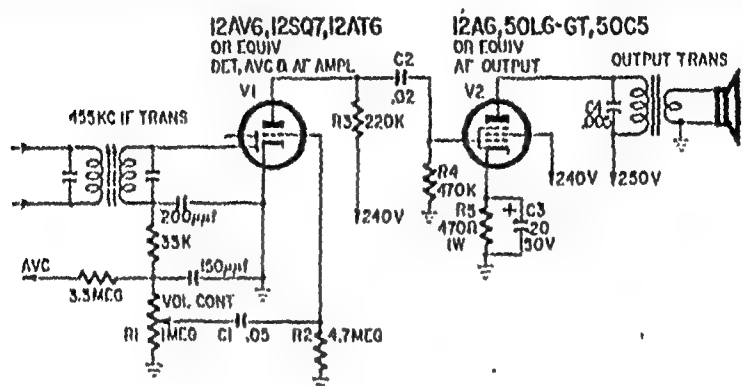 12AV6, 12SQ7, 12AT6
OR EQUIV
DET, AVC & AF AMPL
V1
C2
.02
12A6, 50L6-GT, 50C5
OR EQUIV
AF OUTPUT
V2
OUTPUT TRANS
C4
.005
455KC IF TRANS
R3
220K
R4
470K
240V
240V
250V
200µµf
33K
R5
470Ω
1W
+
C3
20
50V
AVC
150µµf
3.3MEG
VOL CONT
R1
1MEG
C1
.05
R2
4.7MEG